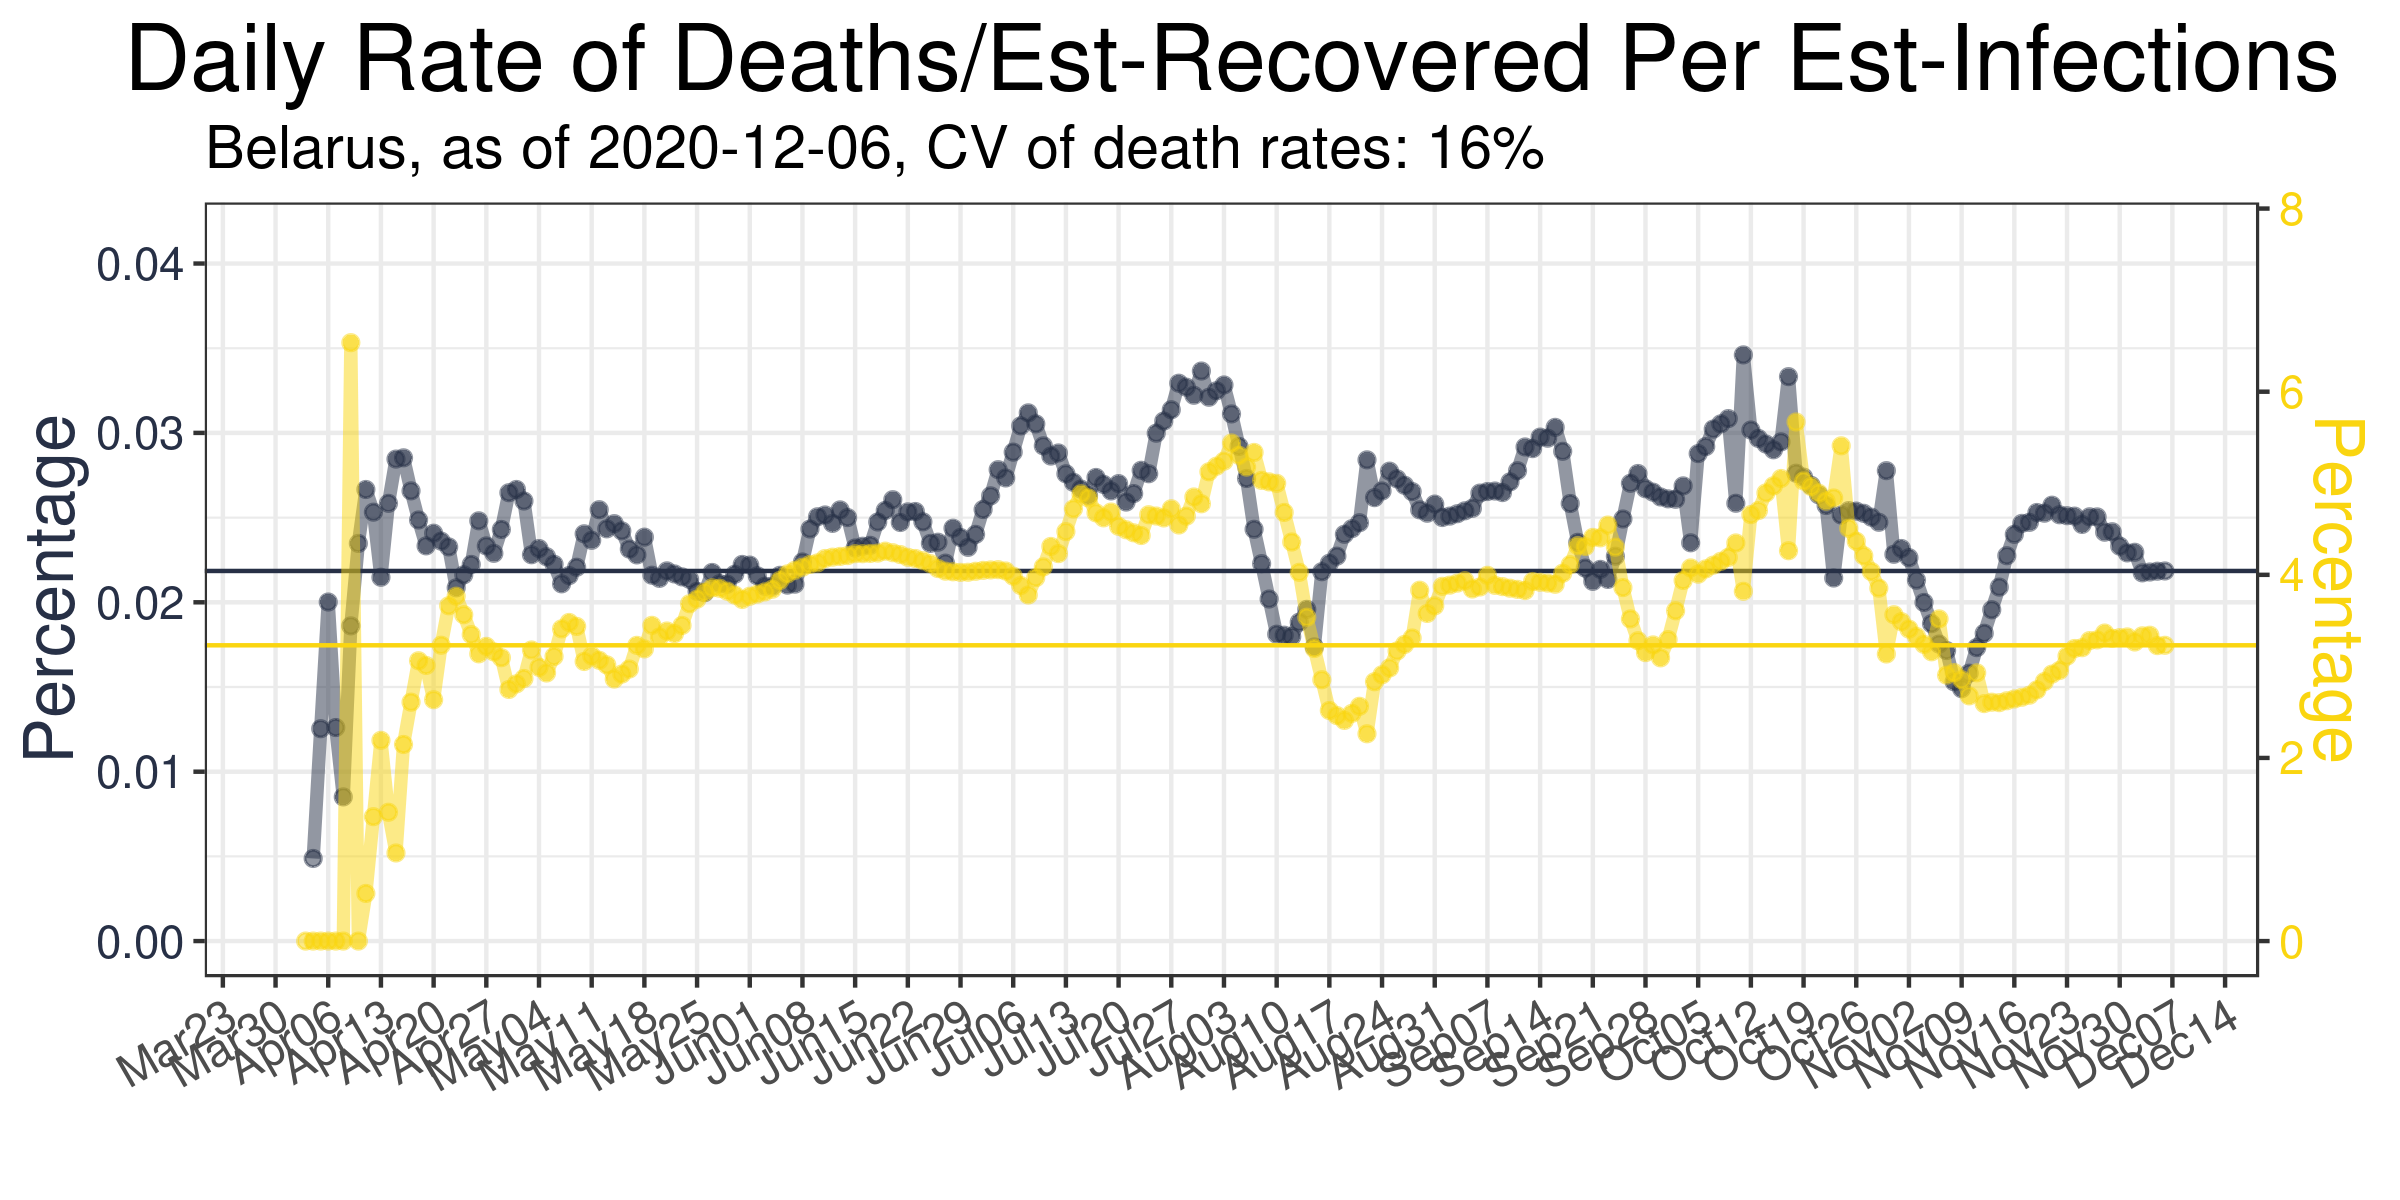 Daily Rate of Deaths/Est-Recovered Per Est-Infections
Belarus, as of 2020-12-06, CV of death rates: 16%
Percentage
0.04
0.03
0.02
0.01
0.00
8
6
4
2
0
Percentage
Mar23
Mar30
Apr06
Apr13
Apr20
Apr27
May04
May11
May18
May25
Jun01
Jun08
Jun15
Jun22
Jun29
Jul06
Jul13
Jul20
Jul27
Aug03
Aug10
Aug17
Aug24
Aug31
Sep07
Sep14
Sep21
Sep28
Oct05
Oct12
Oct19
Oct26
Nov02
Nov09
Nov16
Nov23
Nov30
Dec07
Dec14